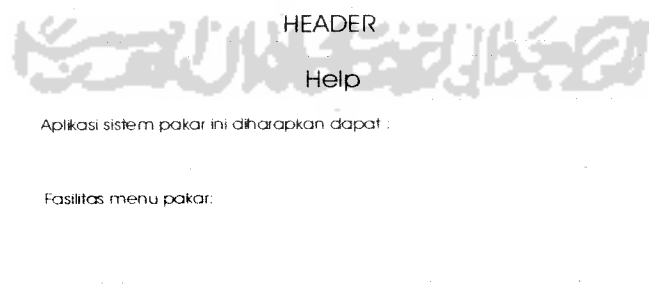 HEADER
Help
Aplikasi sistem pakar ini diharapkan dapat :
Fasilitas menu pakar: